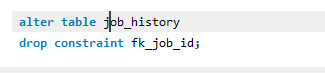 alter table job_history
drop constraint fk_job_id;